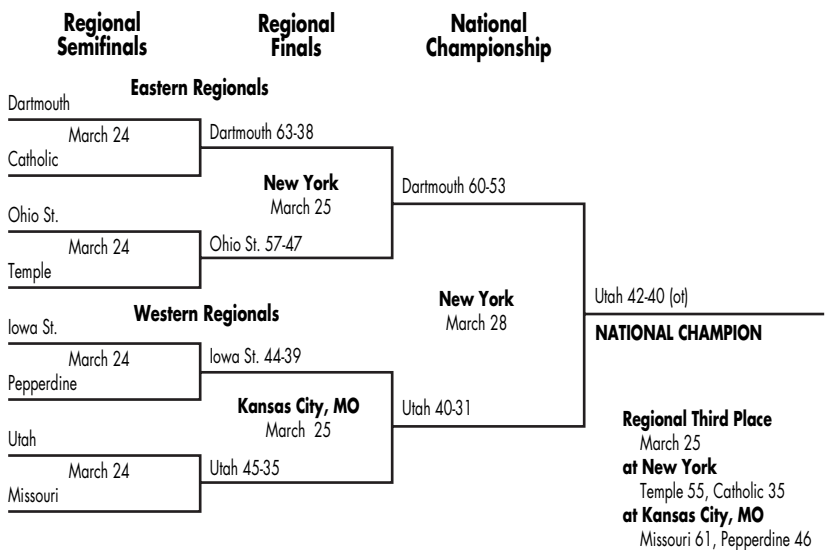 Regional
Semifinals
Regional
Finals
National
Championship
Eastern Regionals
Dartmouth
March 24
Catholic
Dartmouth 63-38
New York
March 25
Ohio St.
March 24
Temple
Ohio St. 57-47
Dartmouth 60-53
Western Regionals
Iowa St.
March 24
Pepperdine
Iowa St. 44-39
Kansas City, MO
March 25
Utah
March 24
Missouri
Utah 45-35
Utah 40-31
New York
March 28
Utah 42-40 (ot)
NATIONAL CHAMPION
Regional Third Place
March 25
at New York
Temple 55, Catholic 35
at Kansas City, MO
Missouri 61, Pepperdine 46